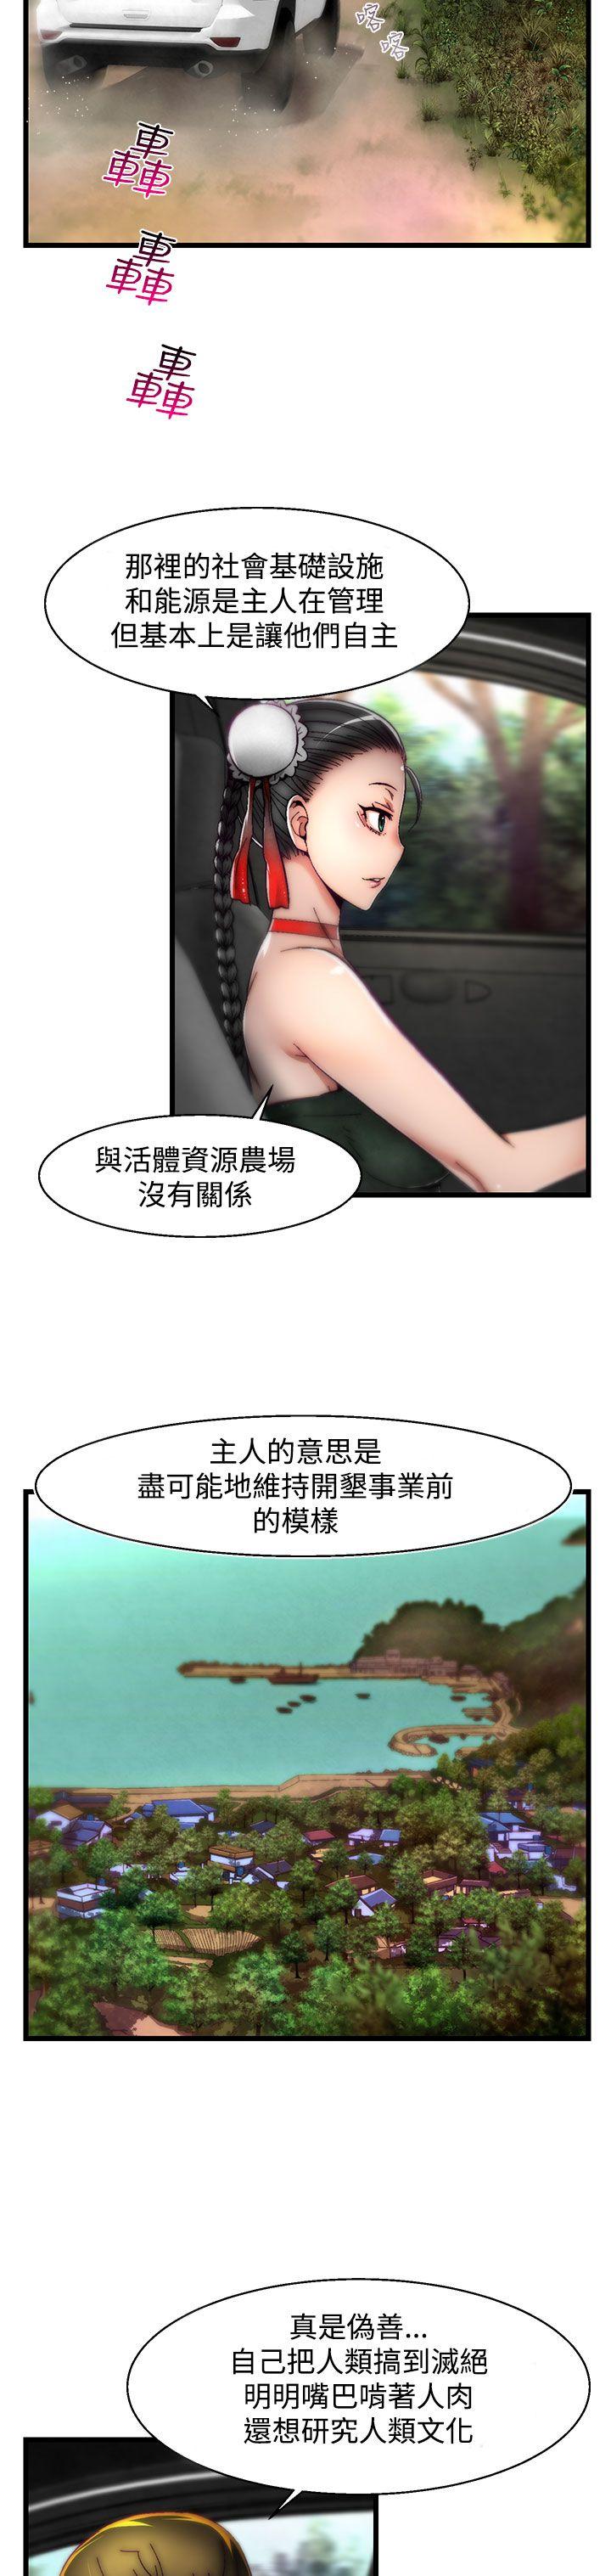 喀
喀
轟
轟
轟
那裡的社會基礎設施
和能源是主人在管理
但基本上是讓他們自主
與活體資源農場
沒有關係
主人的意思是
盡可能地維持開墾事業前
的模樣
真是偽善...
自己把人類搞到滅絕
明明嘴巴啃著人肉
還想研究人類文化